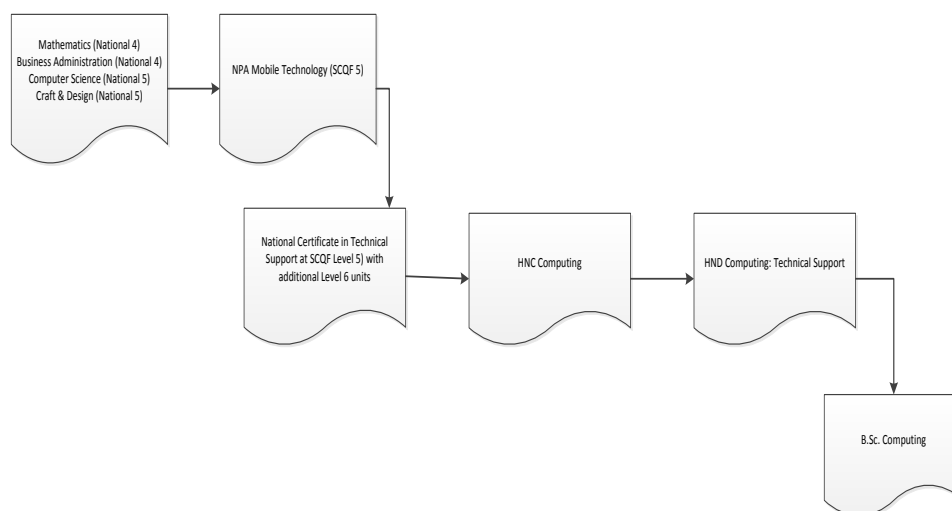 Mathematics (National 4)
Business Administration (National 4)
Computer Science (National 5)
Craft & Design (National 5)
NPA Mobile Technology (SCQF 5)
National Certificate in Technical
Support at SCQF Level 5) with
additional Level 6 units
HNC Computing
HND Computing: Technical Support
B.Sc. Computing